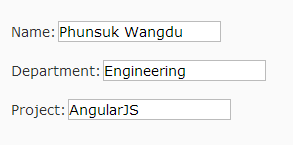 Name: Phunsuk Wangdu
Department: Engineering
Project: AngularJS